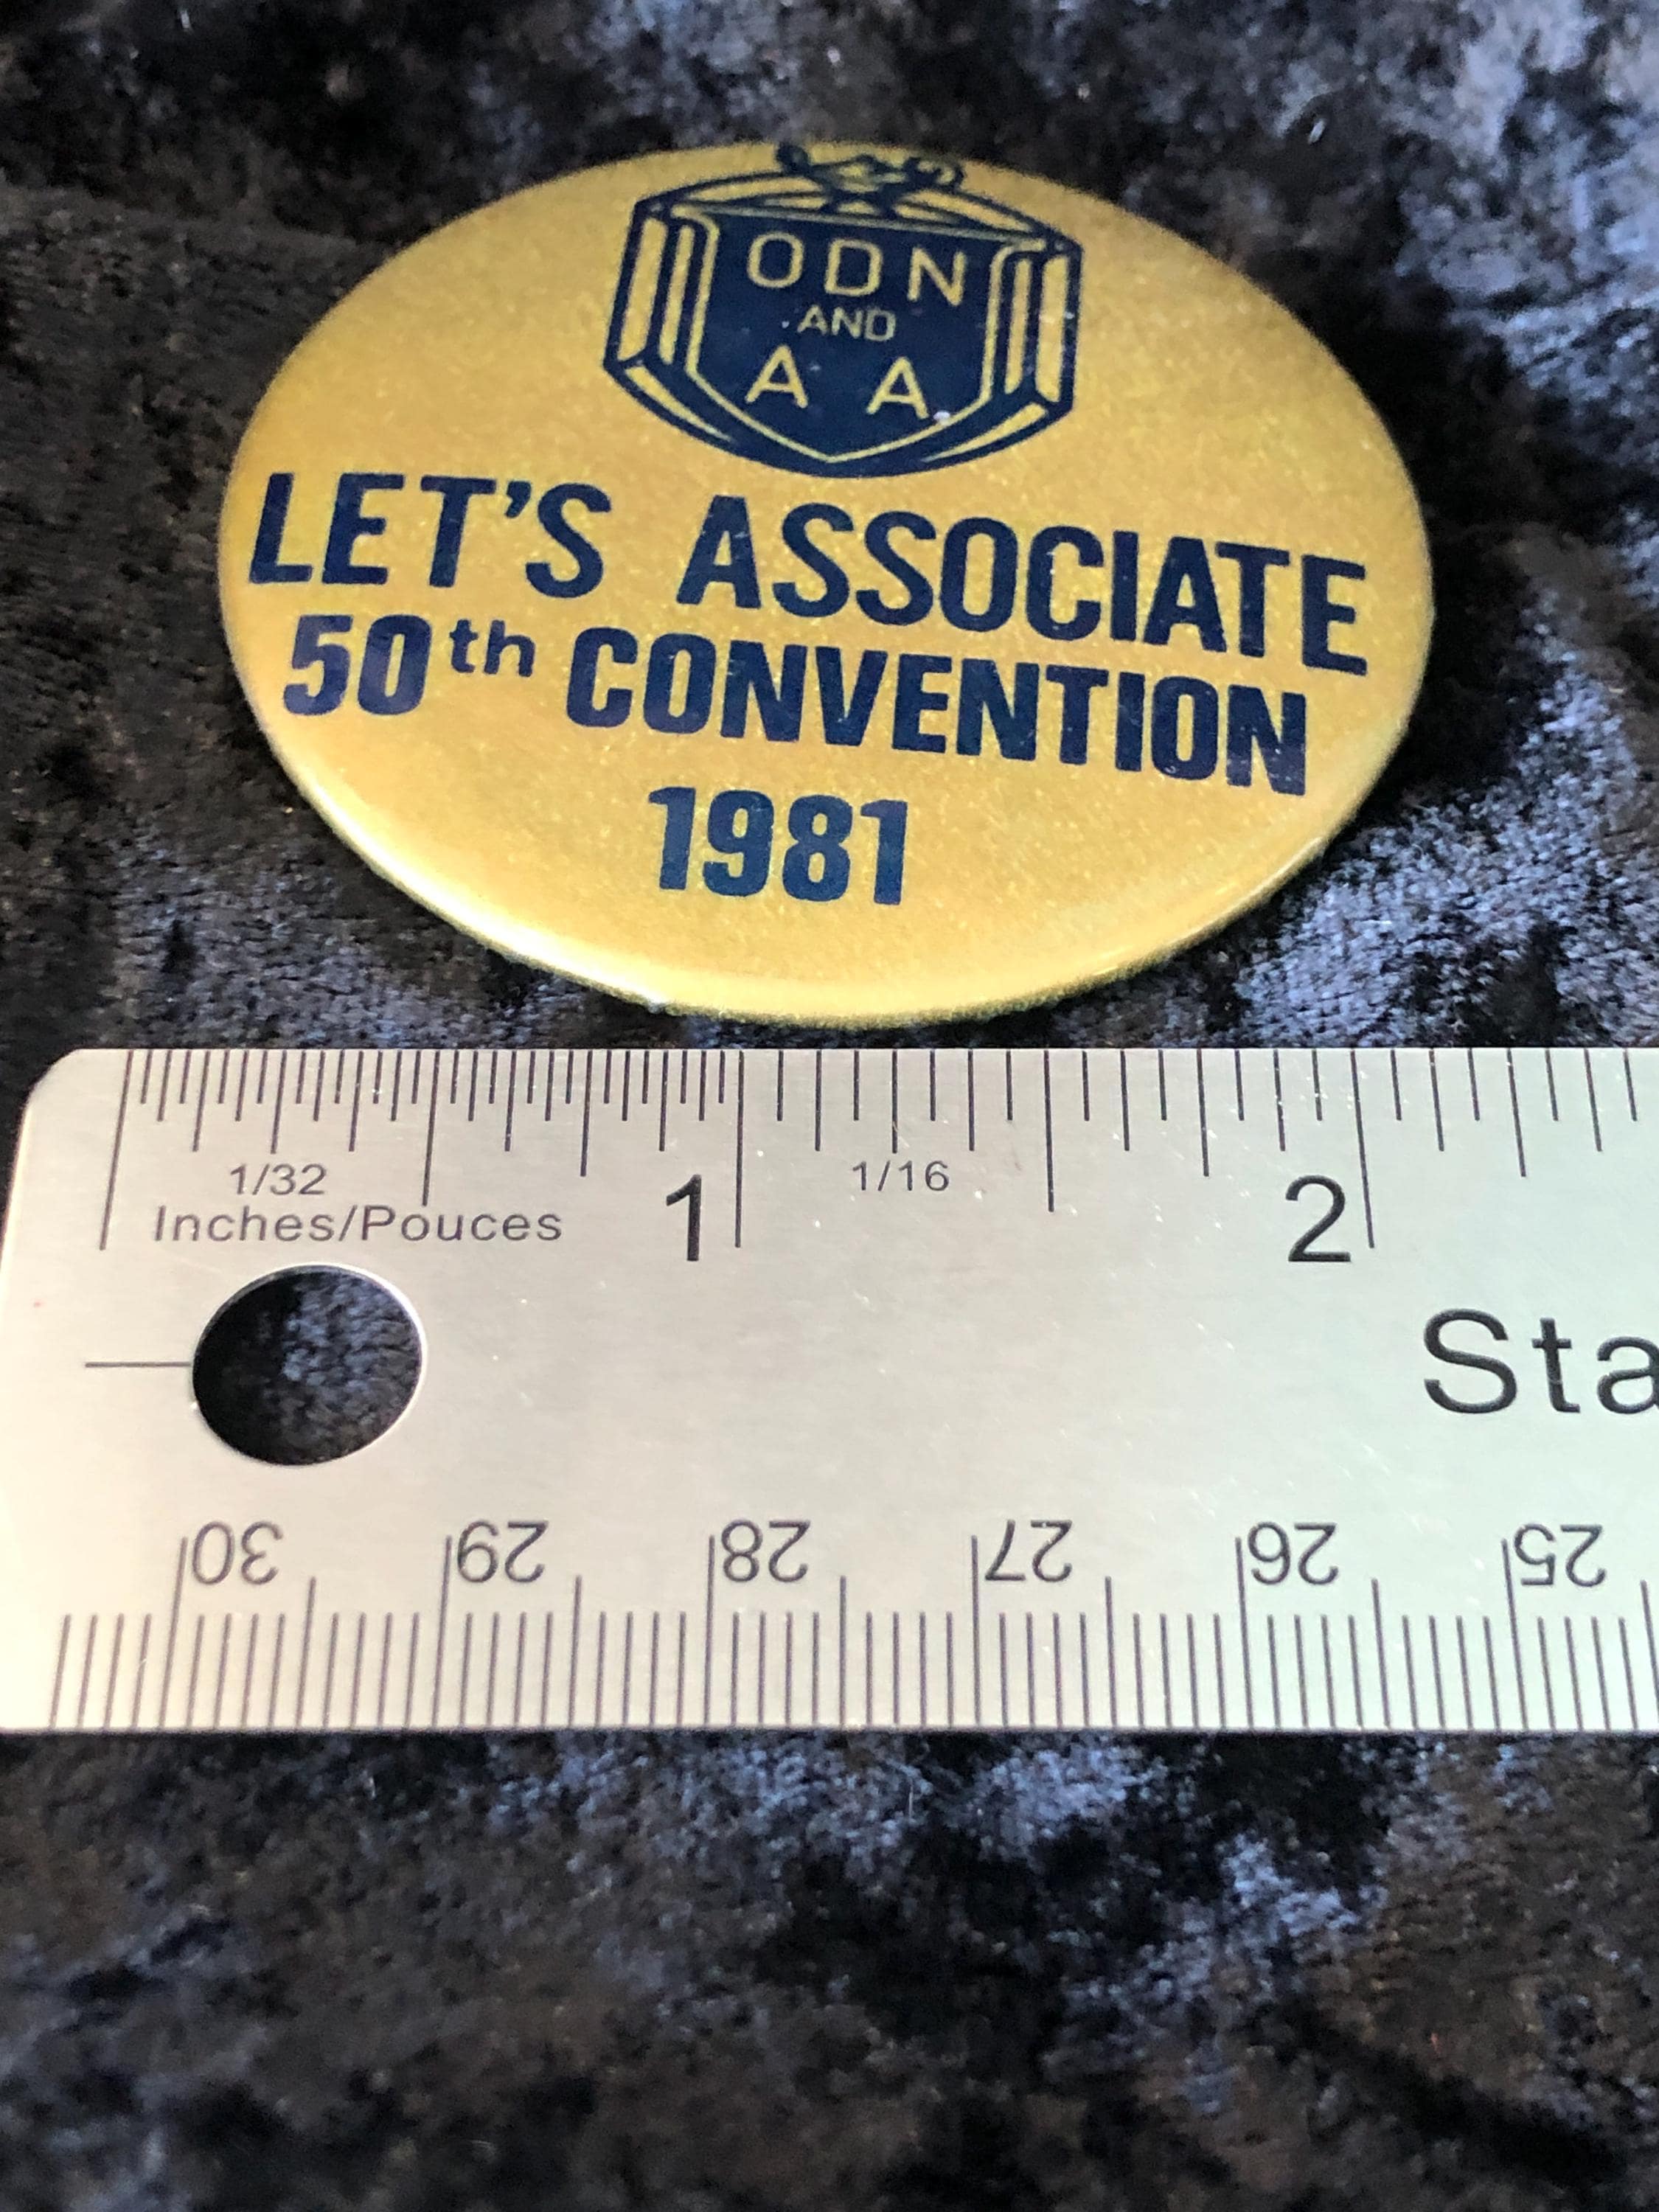 ODN
AND
A A
LET'S ASSOCIATE
50th CONVENTION
1981
1/32
1/16
Inches/Pouces
1
2
Sta
30 29 28 27 26 25